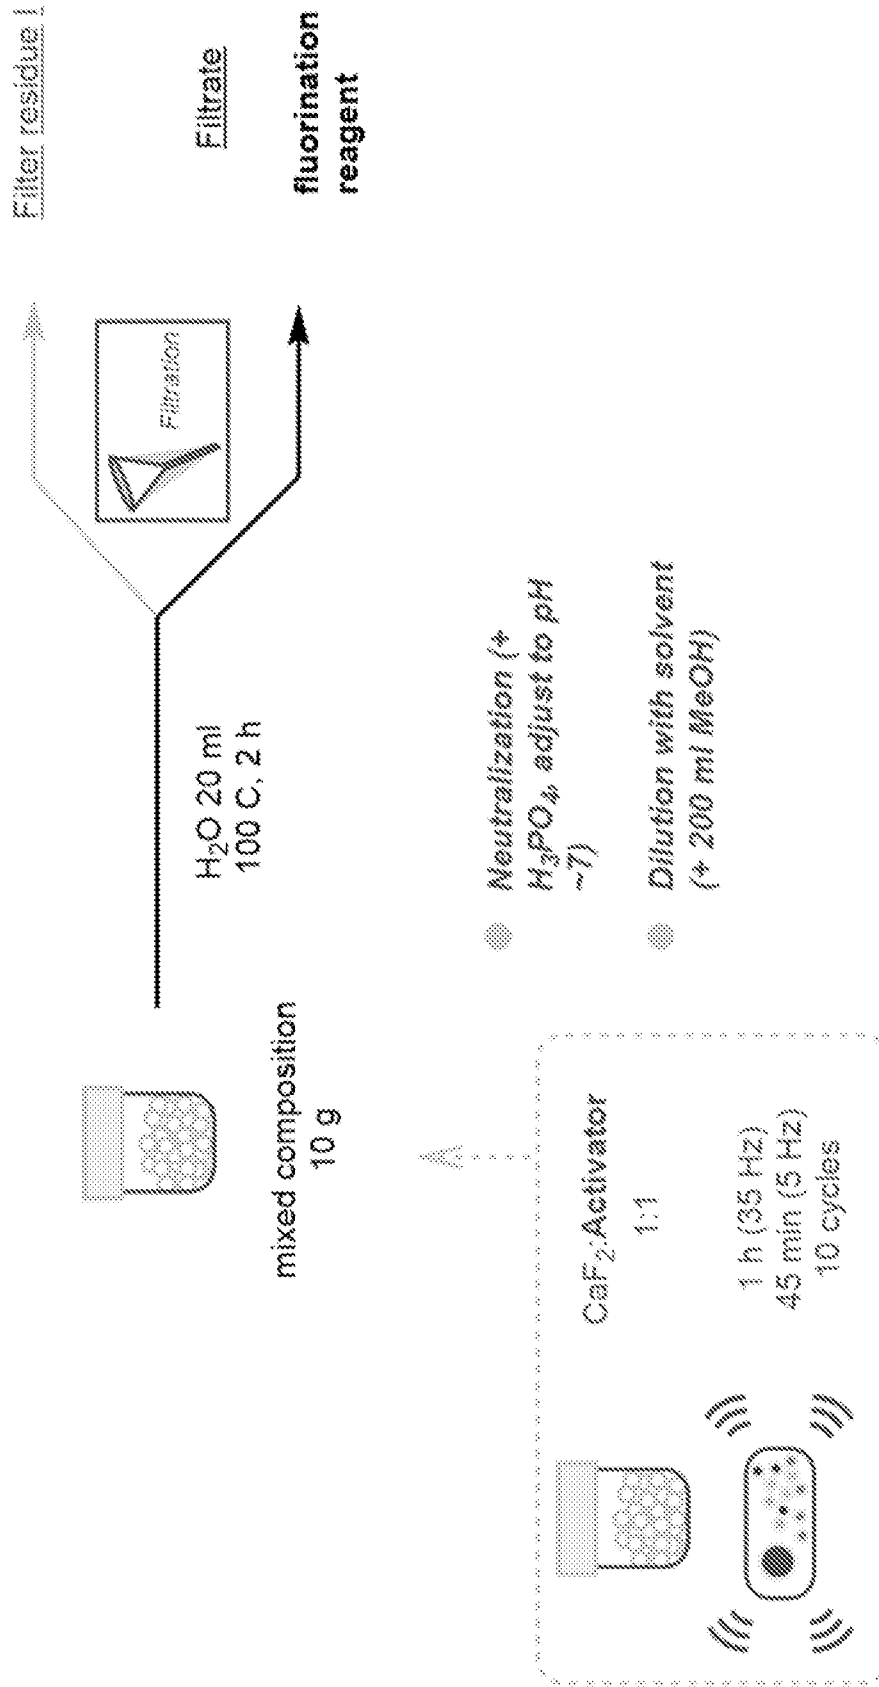 mixed composition
10 g
H₂O 20 ml
100 C, 2 h
Filtration
Filter residue I
Filtrate
fluorination
reagent
CaF₂:Activator
1:1
1 h (35 Hz)
45 min (5 Hz)
10 cycles
Neutralization (+
H₃PO₄, adjust to pH
~7)
Dilution with solvent
(+ 200 ml MeOH)